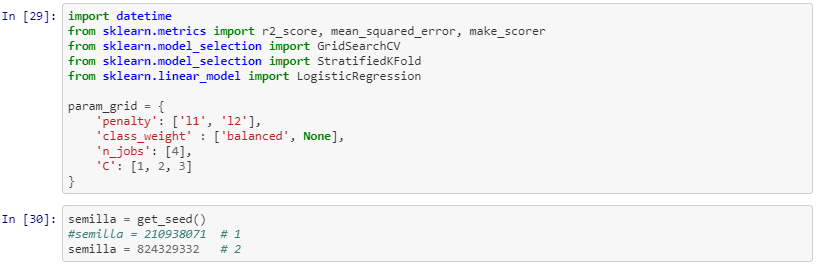 In [29]:
import datetime
from sklearn.metrics import r2_score, mean_squared_error, make_scorer
from sklearn.model_selection import GridSearchCV
from sklearn.model_selection import StratifiedKFold
from sklearn.linear_model import LogisticRegression
param_grid = {
    'penalty': ['l1', 'l2'],
    'class_weight' : ['balanced', None],
    'n_jobs': [4],
    'C': [1, 2, 3]
}
In [30]:
semilla = get_seed()
#semilla = 210938071  # 1
semilla = 824329332   # 2